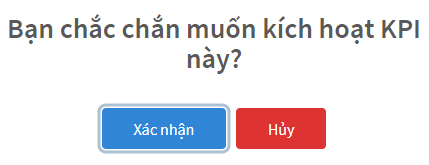 Bạn chắc chắn muốn kích hoạt KPI
này?
Xác nhận
Hủy